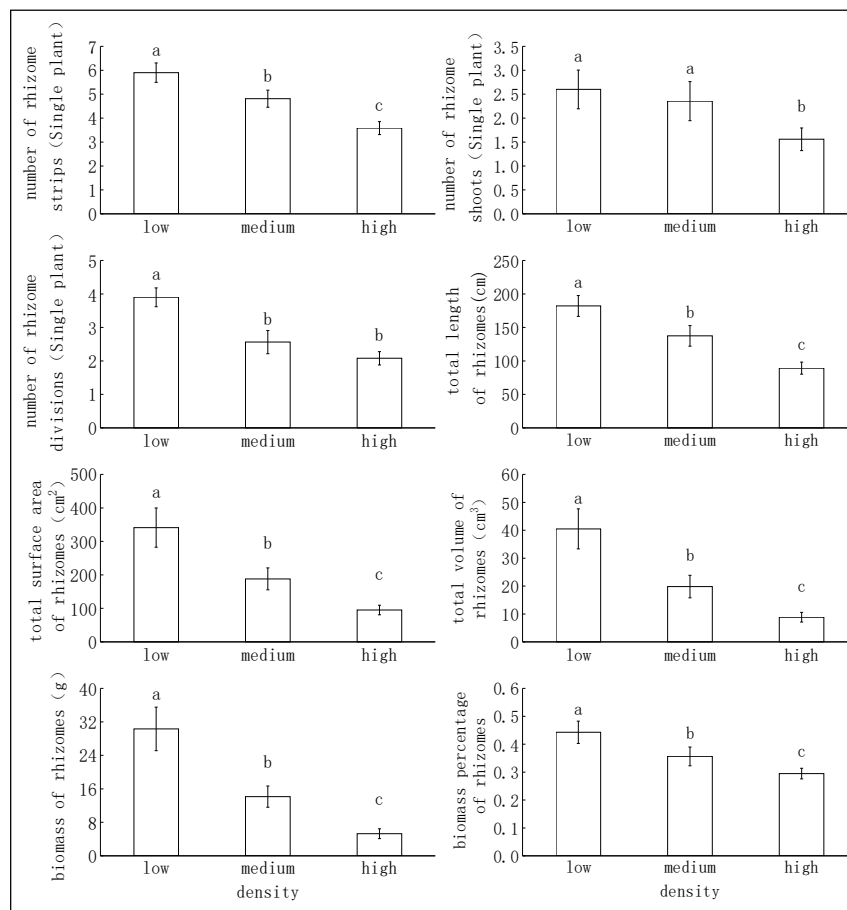 number of rhizome
strips (Single plant)
7
6
5
4
3
2
1
0
a
b
c
low medium high
number of rhizome
shoots (Single plant)
3.5
3.0
2.5
2.0
1.5
1.0
0.5
0.0
a
a
b
low medium high
number of rhizome
divisions (Single plant)
5
4
3
2
1
0
a
b
b
low medium high
total length
of rhizomes(cm)
250
200
150
100
50
0
a
b
c
low medium high
total surface area
of rhizomes (cm²)
500
400
300
200
100
0
a
b
c
low medium high
total volume of
rhizomes (cm³)
60
50
40
30
20
10
0
a
b
c
low medium high
biomass of rhizomes (g)
40
32
24
16
8
0
a
b
c
low medium high
density
biomass percentage
of rhizomes
0.6
0.5
0.4
0.3
0.2
0.1
0.0
a
b
c
low medium high
density